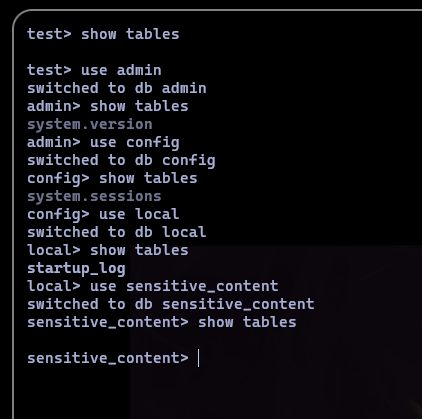 test> show tables
test> use admin
switched to db admin
admin> show tables
system.version
admin> use config
switched to db config
config> show tables
system.sessions
config> use local
switched to db local
local> show tables
startup_log
local> use sensitive_content
switched to db sensitive_content
sensitive_content> show tables
sensitive_content>